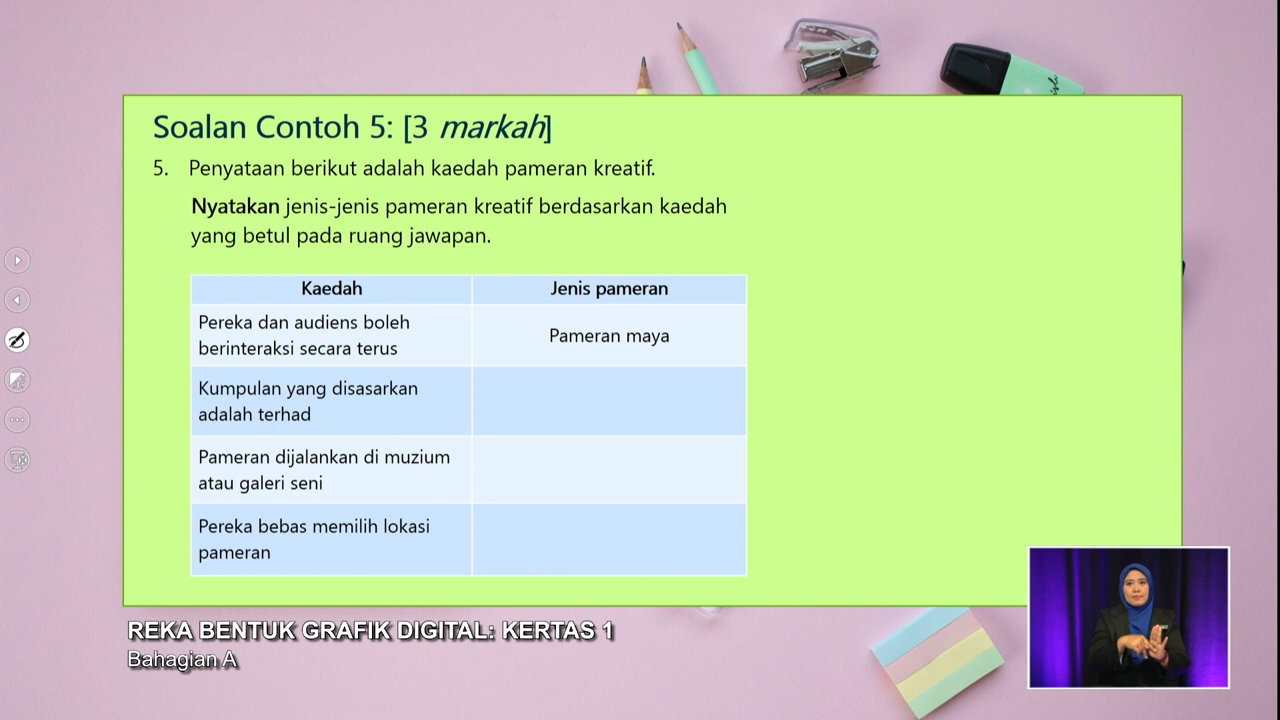 Soalan Contoh 5: [3 markah]
5. Penyataan berikut adalah kaedah pameran kreatif.
Nyatakan jenis-jenis pameran kreatif berdasarkan kaedah
yang betul pada ruang jawapan.
Kaedah
Jenis pameran
Pereka dan audiens boleh
berinteraksi secara terus
Pameran maya
Kumpulan yang disasarkan
adalah terhad
Pameran dijalankan di muzium
atau galeri seni
Pereka bebas memilih lokasi
pameran
REKA BENTUK GRAFIK DIGITAL: KERTAS 1
Bahagian A